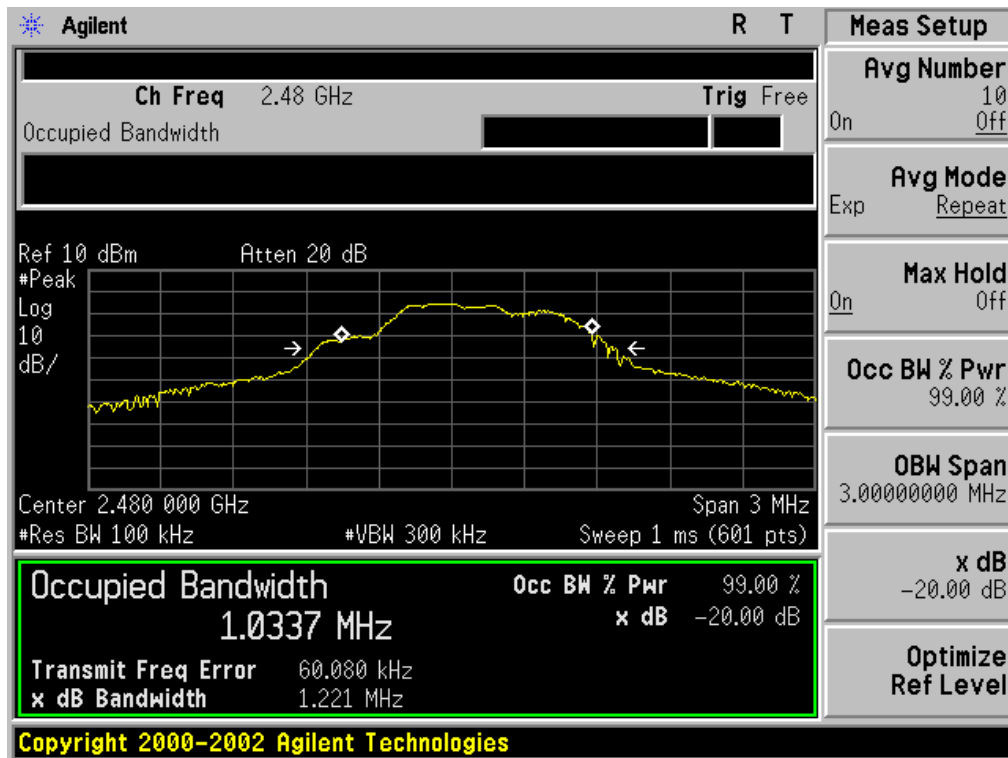 Agilent R T
Ch Freq 2.48 GHz Trig Free
Occupied Bandwidth
Ref 10 dBm Atten 20 dB
#Peak
Log
10
dB/
Center 2.480 000 GHz Span 3 MHz
#Res BW 100 kHz #VBW 300 kHz Sweep 1 ms (601 pts)
Occupied Bandwidth
1.0337 MHz
Occ BW % Pwr 99.00 %
x dB -20.00 dB
Transmit Freq Error 60.080 kHz
x dB Bandwidth 1.221 MHz
Copyright 2000-2002 Agilent Technologies
Meas Setup
Avg Number
10
On Off
Avg Mode
Exp Repeat
Max Hold
On Off
Occ BW % Pwr
99.00 %
OBW Span
3.00000000 MHz
x dB
-20.00 dB
Optimize
Ref Level